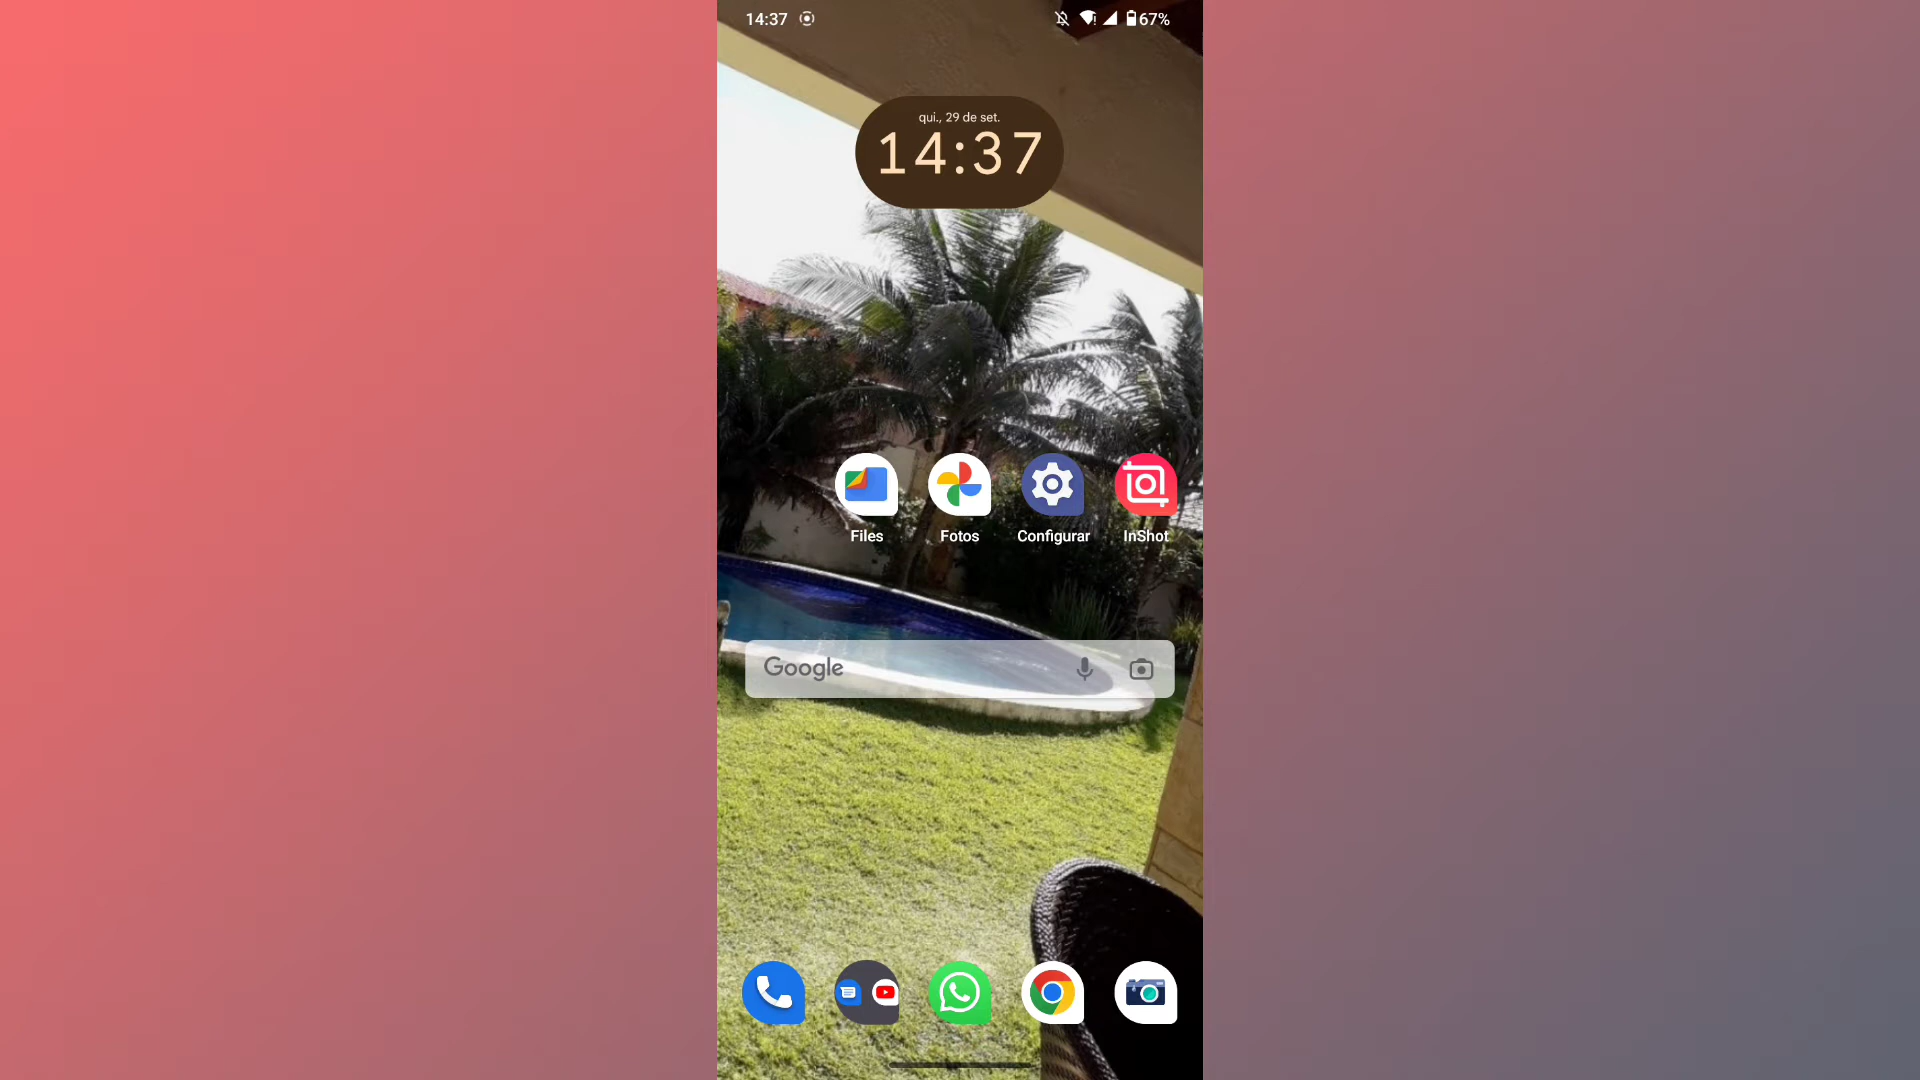 14:37
67%
qui., 29 de set.
14:37
Files
Fotos
Configurar
InShot
Google